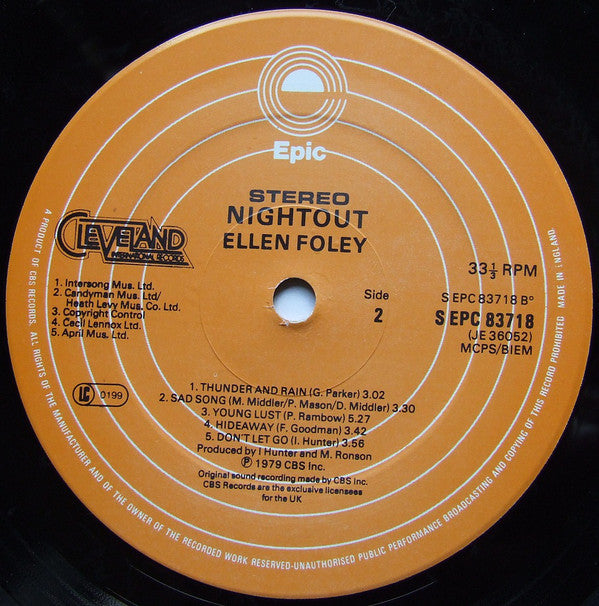 Epic
STEREO
NIGHTOUT
ELLEN FOLEY
CLEVELAND
INTERNATIONAL RECORDS
1. Intersong Mus. Ltd.
2. Candyman Mus. Ltd/
Heath Levy Mus. Co. Ltd.
3. Copyright Control
4. Cecil Lennox Ltd.
5. April Mus. Ltd.
33 1/3 RPM
Side
2
S EPC 83718 B°
S EPC 83718
(JE 36052)
MCPS/BIEM
LC 0199
1. THUNDER AND RAIN (G. Parker) 3.02
2. SAD SONG (M. Middler/P. Mason/D. Middler) 3.30
3. YOUNG LUST (P. Rambow) 5.27
4. HIDEAWAY (F. Goodman) 3.42
5. DON'T LET GO (I. Hunter) 3.56
Produced by I Hunter and M. Ronson
℗ 1979 CBS Inc.
Original sound recording made by CBS Inc.
CBS Records are the exclusive licensees
for the UK
A PRODUCT OF CBS RECORDS. ALL RIGHTS OF THE MANUFACTURER AND OF THE OWNER OF THE RECORDED WORK RESERVED-UNAUTHORISED PUBLIC PERFORMANCE BROADCASTING AND COPYING OF THIS RECORD PROHIBITED MADE IN ENGLAND.